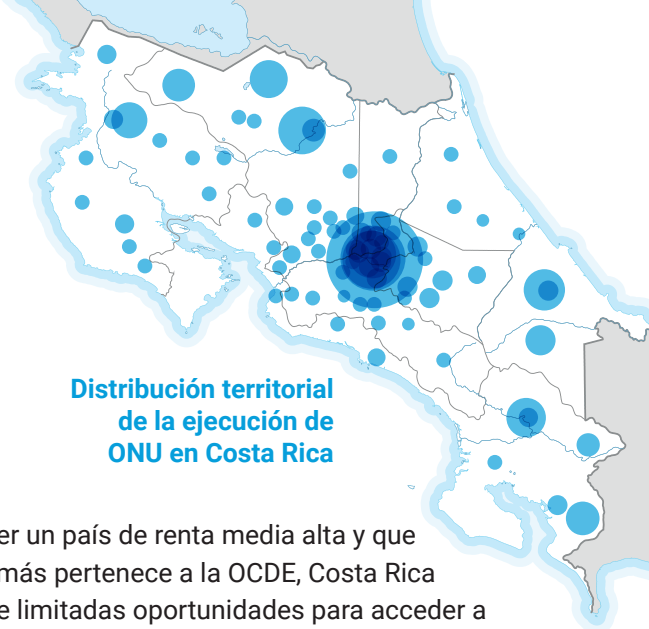 Distribución territorial
de la ejecución de
ONU en Costa Rica
er un país de renta media alta y que
más pertenece a la OCDE, Costa Rica
e limitadas oportunidades para acceder a